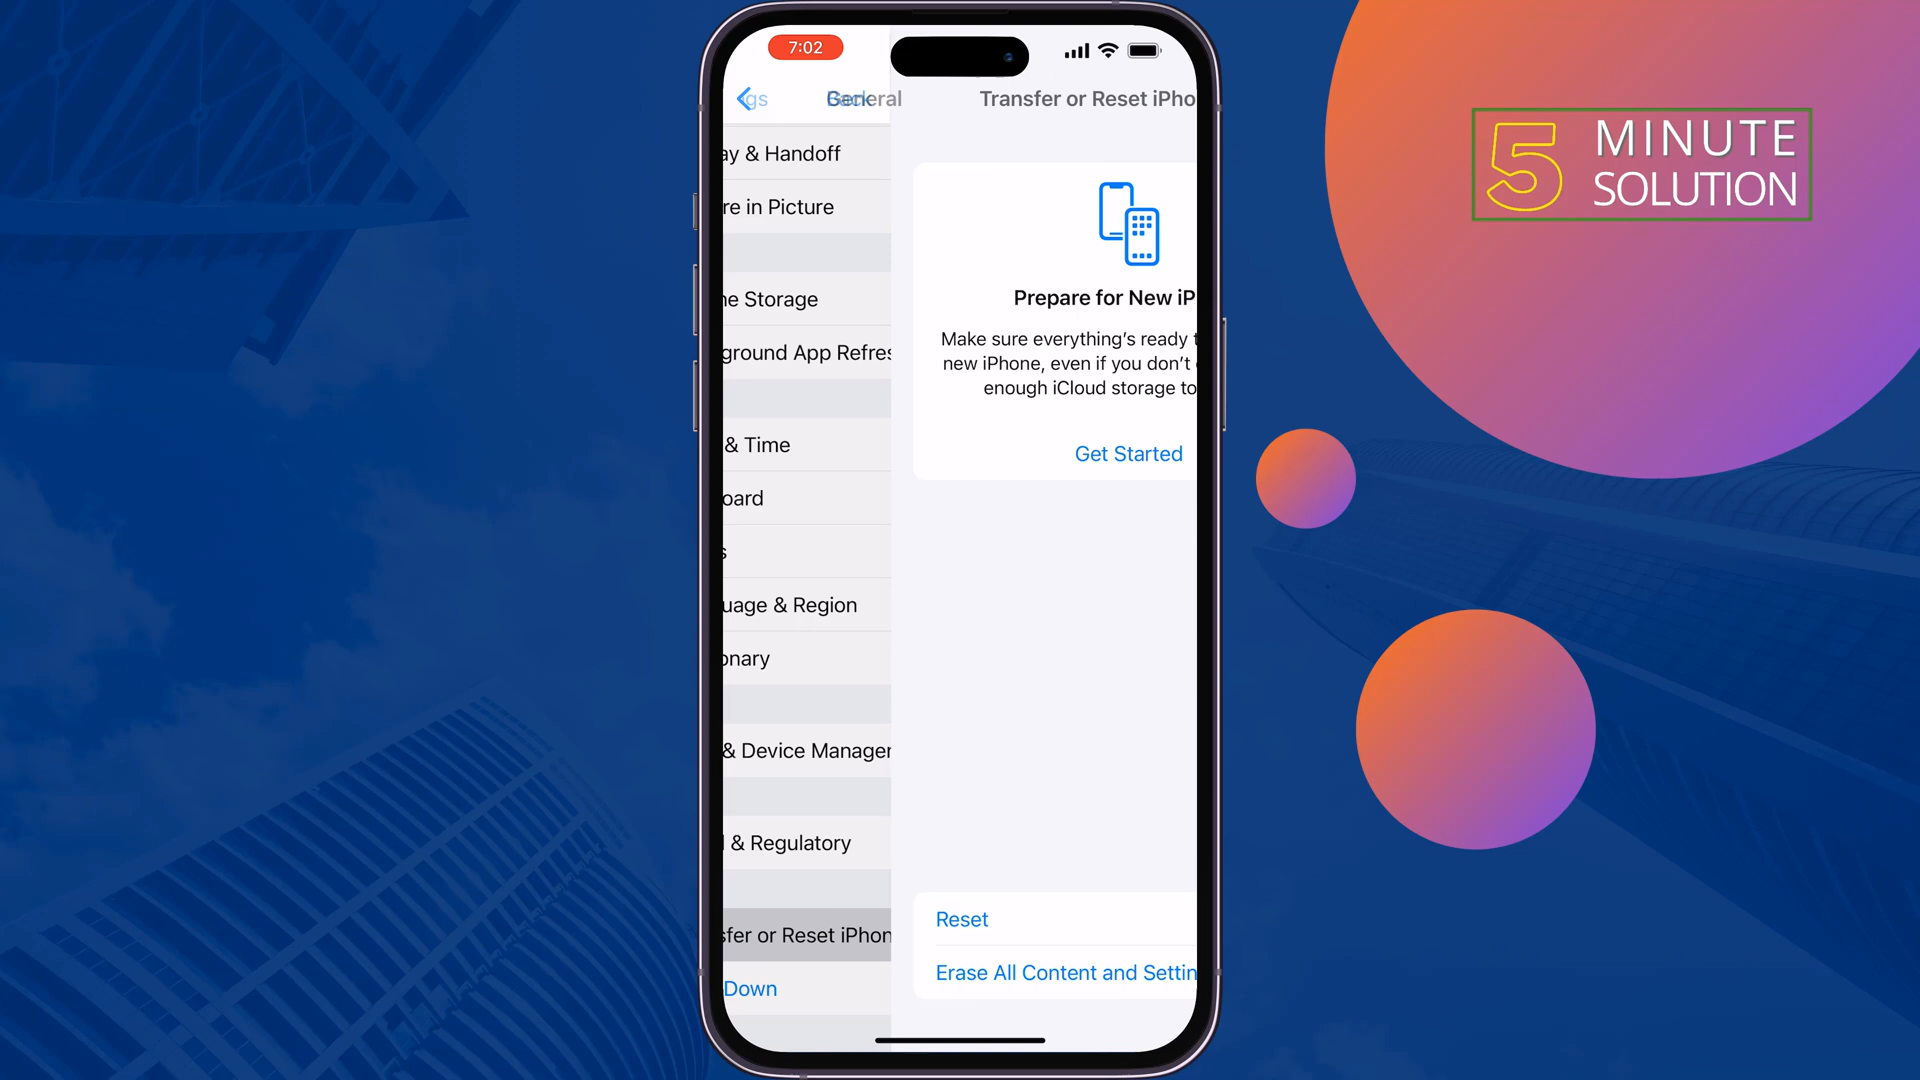 7:02
gs
General
Back
Transfer or Reset iPho
ay & Handoff
re in Picture
ne Storage
ground App Refres
& Time
oard
s
uage & Region
onary
& Device Manager
l & Regulatory
sfer or Reset iPhon
Down
Prepare for New iP
Make sure everything's ready t
new iPhone, even if you don't
enough iCloud storage to
Get Started
Reset
Erase All Content and Settin
5 MINUTE
SOLUTION